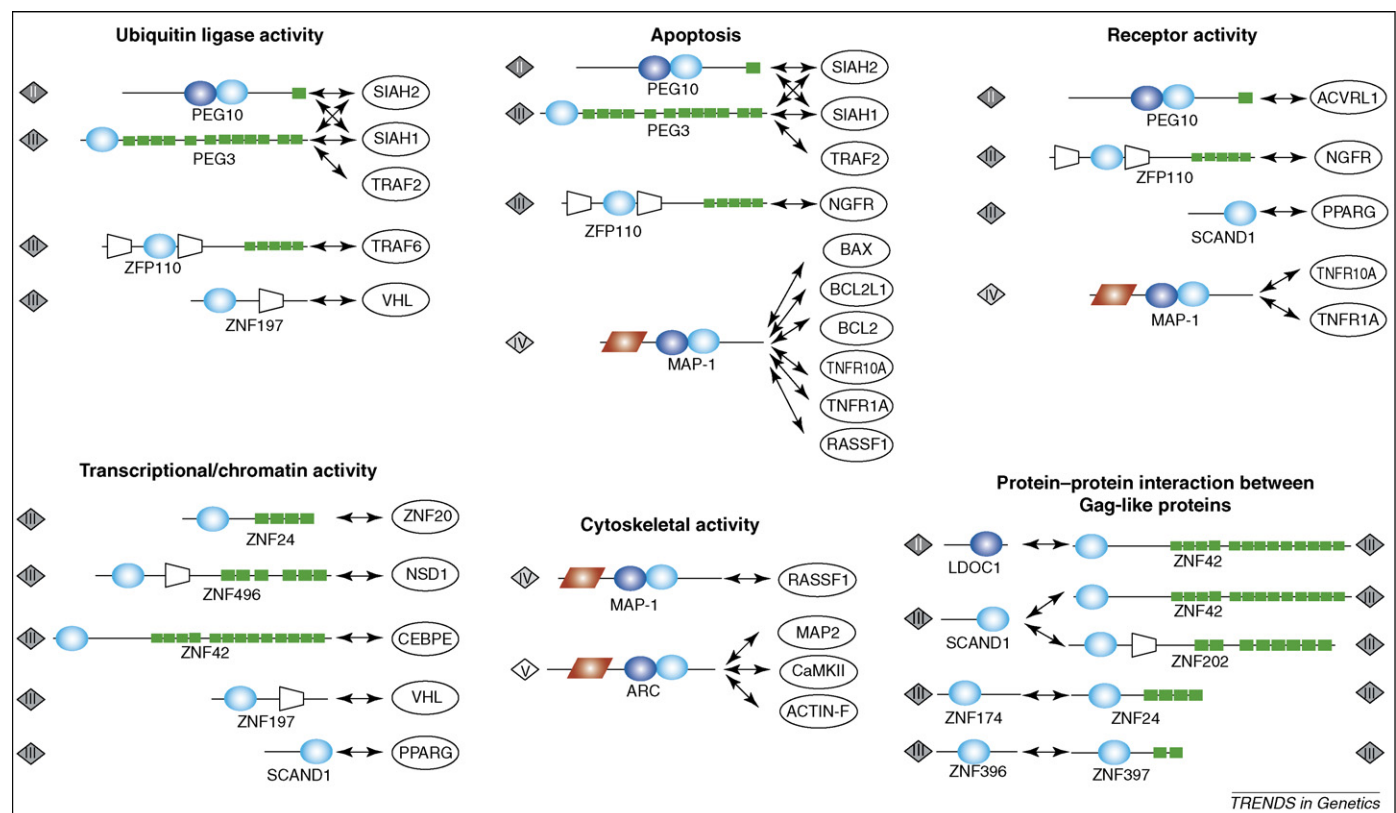 Ubiquitin ligase activity
II
PEG10
SIAH2
III
PEG3
SIAH1
TRAF2
III
ZFP110
TRAF6
III
ZNF197
VHL
Apoptosis
II
PEG10
SIAH2
III
PEG3
SIAH1
TRAF2
III
ZFP110
NGFR
BAX
BCL2L1
BCL2
IV
MAP-1
TNFR10A
TNFR1A
RASSF1
Receptor activity
II
PEG10
ACVRL1
III
ZFP110
NGFR
III
SCAND1
PPARG
IV
MAP-1
TNFR10A
TNFR1A
Transcriptional/chromatin activity
III
ZNF24
ZNF20
III
ZNF496
NSD1
III
ZNF42
CEBPE
III
ZNF197
VHL
III
SCAND1
PPARG
Cytoskeletal activity
IV
MAP-1
RASSF1
V
ARC
MAP2
CaMKII
ACTIN-F
Protein–protein interaction between
Gag-like proteins
II
LDOC1
ZNF42
III
III
SCAND1
ZNF42
III
ZNF202
III
III
ZNF174
ZNF24
III
III
ZNF396
ZNF397
III
TRENDS in Genetics